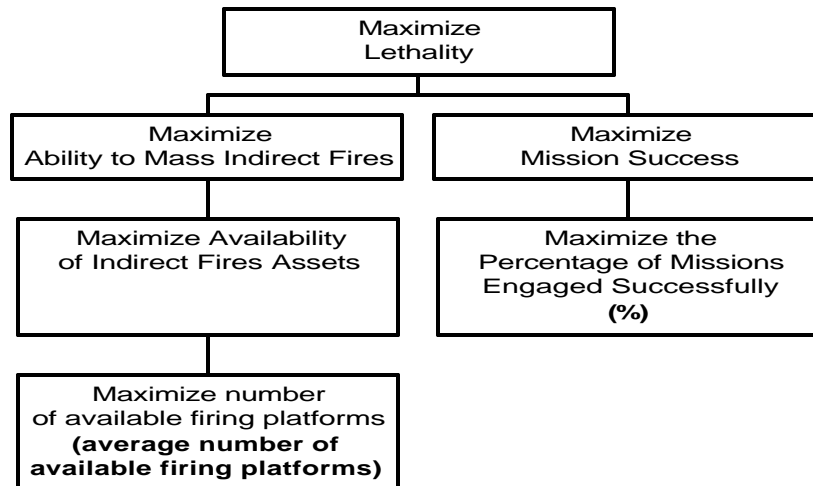 Maximize
Lethality
Maximize
Ability to Mass Indirect Fires
Maximize
Mission Success
Maximize Availability
of Indirect Fires Assets
Maximize the
Percentage of Missions
Engaged Successfully
(%)
Maximize number
of available firing platforms
(average number of
available firing platforms)